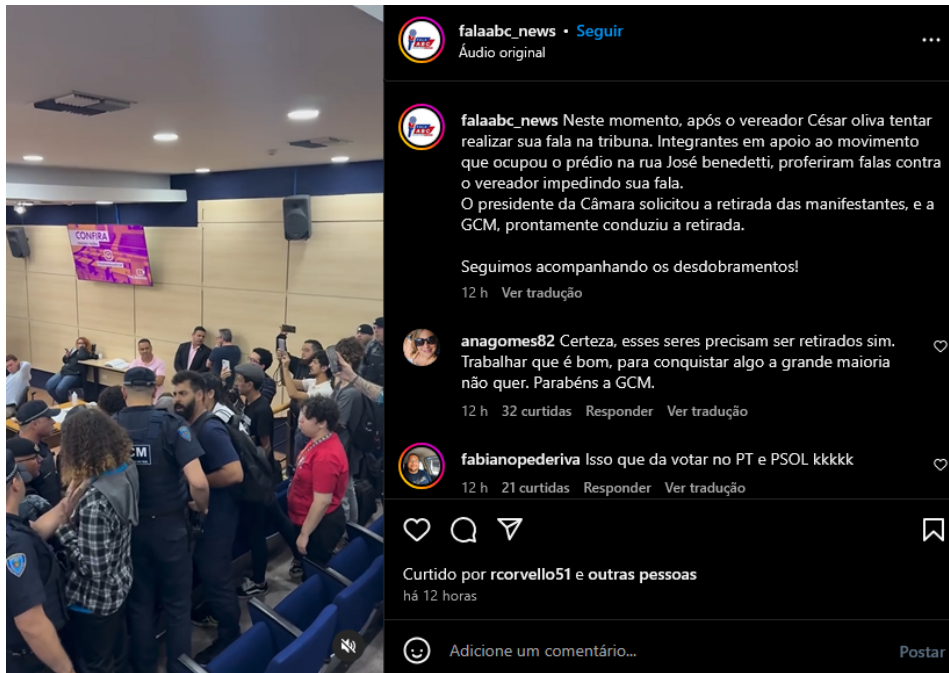 falaabc_news • Seguir
Áudio original
falaabc_news Neste momento, após o vereador César oliva tentar
realizar sua fala na tribuna. Integrantes em apoio ao movimento
que ocupou o prédio na rua José benedetti, proferiram falas contra
o vereador impedindo sua fala.
O presidente da Câmara solicitou a retirada das manifestantes, e a
GCM, prontamente conduziu a retirada.
Seguimos acompanhando os desdobramentos!
12 h Ver tradução
anagomes82 Certeza, esses seres precisam ser retirados sim.
Trabalhar que é bom, para conquistar algo a grande maioria
não quer. Parabéns a GCM.
12 h 32 curtidas Responder Ver tradução
fabianopederiva Isso que da votar no PT e PSOL kkkkk
12 h 21 curtidas Responder Ver tradução
Curtido por rcorvello51 e outras pessoas
há 12 horas
Adicione um comentário...
Postar
CONFIRA
CM